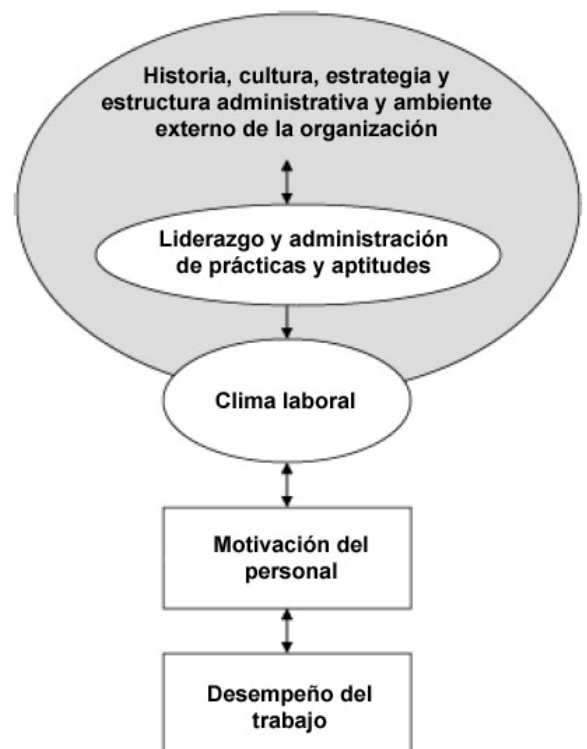 Historia, cultura, estrategia y
estructura administrativa y ambiente
externo de la organización
Liderazgo y administración
de prácticas y aptitudes
Clima laboral
Motivación del
personal
Desempeño del
trabajo